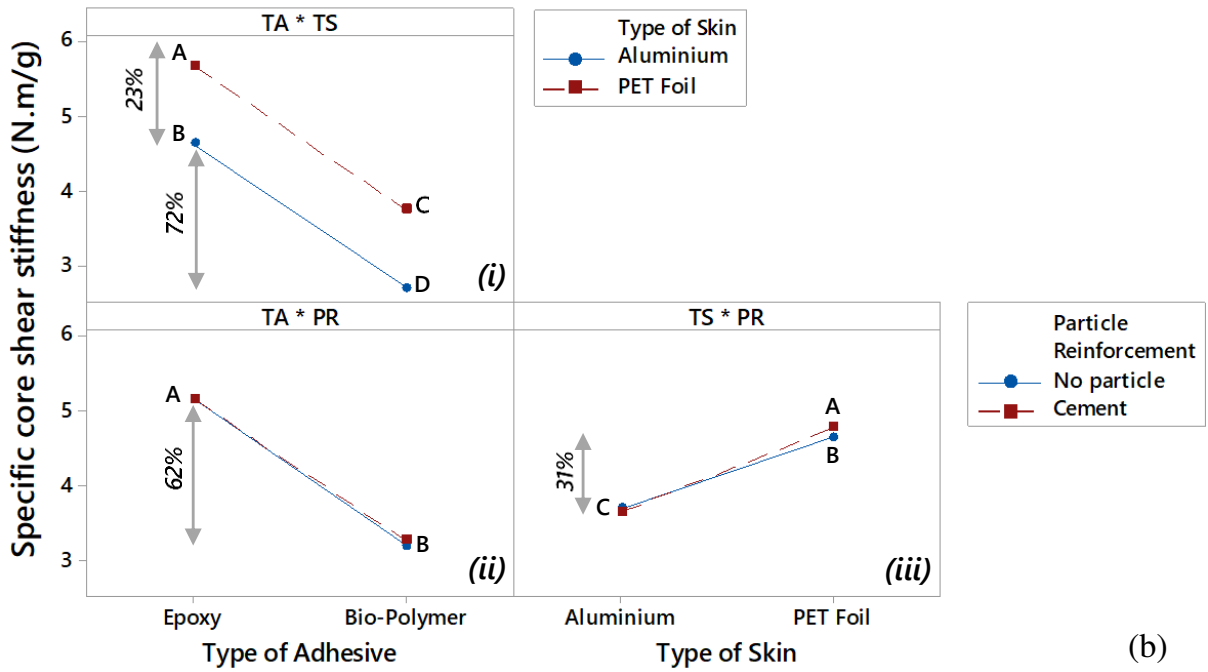 TA * TS
Type of Skin
Aluminium
PET Foil
Specific core shear stiffness (N.m/g)
6
5
4
3
A
23%
B
72%
C
D
(i)
TA * PR
TS * PR
Particle
Reinforcement
No particle
Cement
6
5
4
3
A
62%
B
(ii)
A
B
31%
C
(iii)
Epoxy
Bio-Polymer
Aluminium
PET Foil
Type of Adhesive
Type of Skin
(b)